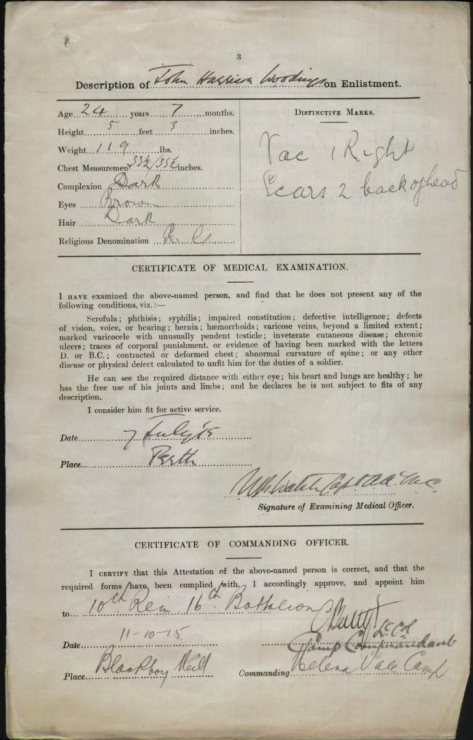 3
Description of John Harrison Woodings on Enlistment.
Age 24 years 7 months.
Height 5 feet 3 inches.
Weight 119 lbs.
Chest Measurement 33½/35½ inches.
Complexion Dark
Eyes Brown
Hair Dark
Religious Denomination R. C.
Distinctive Marks.
Vac 1 Right
Scars 2 back of head
CERTIFICATE OF MEDICAL EXAMINATION.
I have examined the above-named person, and find that he does not present any of the
following conditions, viz.:—
Scrofula; phthisis; syphilis; impaired constitution; defective intelligence; defects
of vision, voice, or hearing; hernia; hæmorrhoids; varicose veins, beyond a limited extent;
marked varicocele with unusually pendent testicle; inveterate cutaneous disease; chronic
ulcers; traces of corporal punishment, or evidence of having been marked with the letters
D. or B.C.; contracted or deformed chest; abnormal curvature of spine; or any other
disease or physical defect calculated to unfit him for the duties of a soldier.
He can see the required distance with either eye; his heart and lungs are healthy; he
has the free use of his joints and limbs; and he declares he is not subject to fits of any
description.
I consider him fit for active service.
Date 7 July 15
Place Perth
Capt A.A.M.C.
Signature of Examining Medical Officer.
CERTIFICATE OF COMMANDING OFFICER.
I certify that this Attestation of the above-named person is correct, and that the
required forms have been complied with. I accordingly approve, and appoint him
to 10th Rein 16th Battalion
Date 11-10-15
Camp Commandant
Place Blackboy Hill Commanding Helena Vale Camp